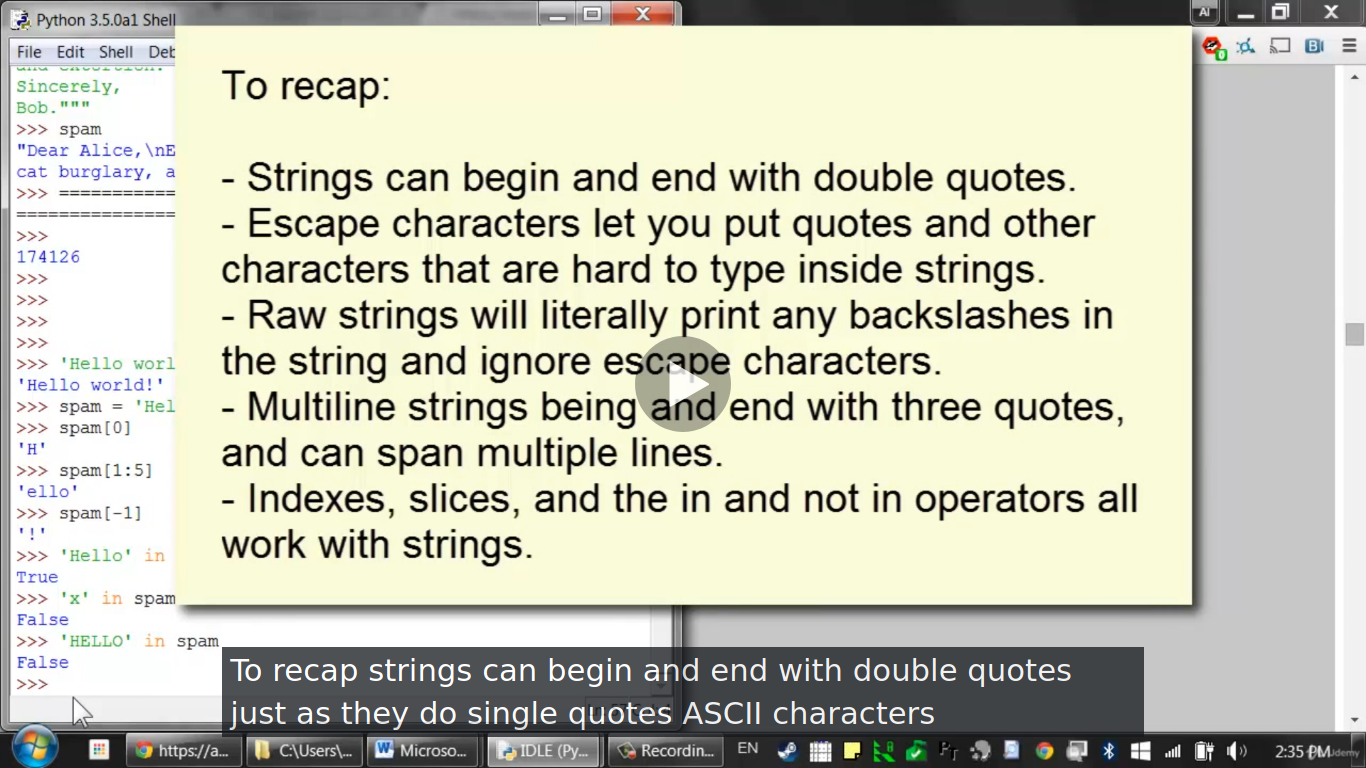 Python 3.5.0a1 Shell
File Edit Shell Deb
and extortion.
Sincerely,
Bob."""
>>> spam
"Dear Alice,\nE
cat burglary, a
>>> ===========
===============
>>>
174126
>>>
>>>
>>>
>>>
>>> 'Hello worl
'Hello world!'
>>> spam = 'Hel
>>> spam[0]
'H'
>>> spam[1:5]
'ello'
>>> spam[-1]
'!'
>>> 'Hello' in
True
>>> 'x' in spam
False
>>> 'HELLO' in spam
False
>>>
To recap:
- Strings can begin and end with double quotes.
- Escape characters let you put quotes and other
characters that are hard to type inside strings.
- Raw strings will literally print any backslashes in
the string and ignore escape characters.
- Multiline strings being and end with three quotes,
and can span multiple lines.
- Indexes, slices, and the in and not in operators all
work with strings.
AI
To recap strings can begin and end with double quotes
just as they do single quotes ASCII characters
https://a... C:\Users\... Microso... IDLE (Py... Recordin... EN 2:35 PM
Udemy